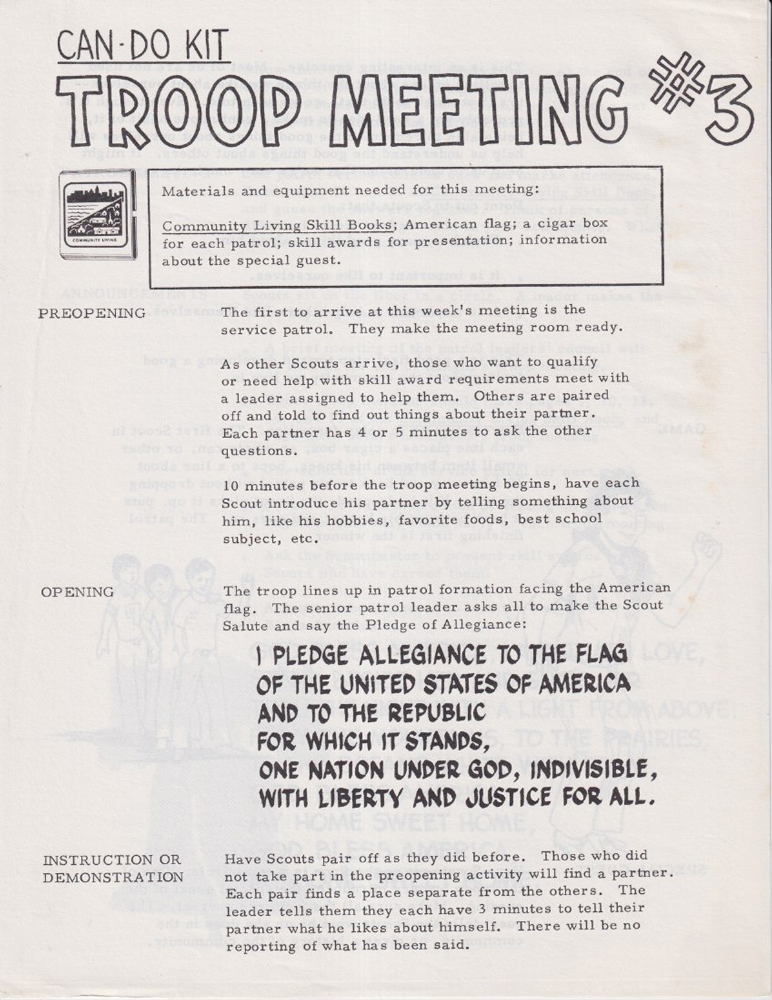 CAN-DO KIT
TROOP MEETING #3
COMMUNITY LIVING
Materials and equipment needed for this meeting:
Community Living Skill Books; American flag; a cigar box
for each patrol; skill awards for presentation; information
about the special guest.
PREOPENING
The first to arrive at this week's meeting is the
service patrol. They make the meeting room ready.
As other Scouts arrive, those who want to qualify
or need help with skill award requirements meet with
a leader assigned to help them. Others are paired
off and told to find out things about their partner.
Each partner has 4 or 5 minutes to ask the other
questions.
10 minutes before the troop meeting begins, have each
Scout introduce his partner by telling something about
him, like his hobbies, favorite foods, best school
subject, etc.
OPENING
The troop lines up in patrol formation facing the American
flag. The senior patrol leader asks all to make the Scout
Salute and say the Pledge of Allegiance:
I PLEDGE ALLEGIANCE TO THE FLAG
OF THE UNITED STATES OF AMERICA
AND TO THE REPUBLIC
FOR WHICH IT STANDS,
ONE NATION UNDER GOD, INDIVISIBLE,
WITH LIBERTY AND JUSTICE FOR ALL.
INSTRUCTION OR
DEMONSTRATION
Have Scouts pair off as they did before. Those who did
not take part in the preopening activity will find a partner.
Each pair finds a place separate from the others. The
leader tells them they each have 3 minutes to tell their
partner what he likes about himself. There will be no
reporting of what has been said.